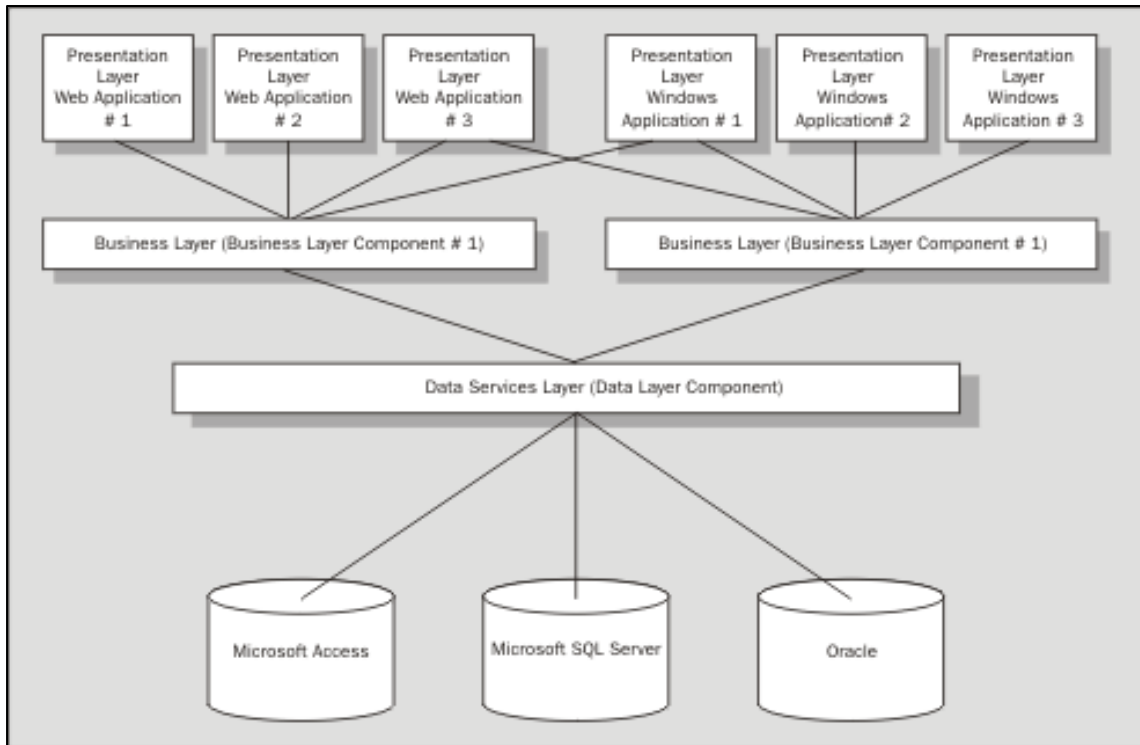 Presentation
Layer
Web Application
# 1
Presentation
Layer
Web Application
# 2
Presentation
Layer
Web Application
# 3
Presentation
Layer
Windows
Application # 1
Presentation
Layer
Windows
Application# 2
Presentation
Layer
Windows
Application # 3
Business Layer (Business Layer Component # 1)
Business Layer (Business Layer Component # 1)
Data Services Layer (Data Layer Component)
Microsoft Access
Microsoft SQL Server
Oracle